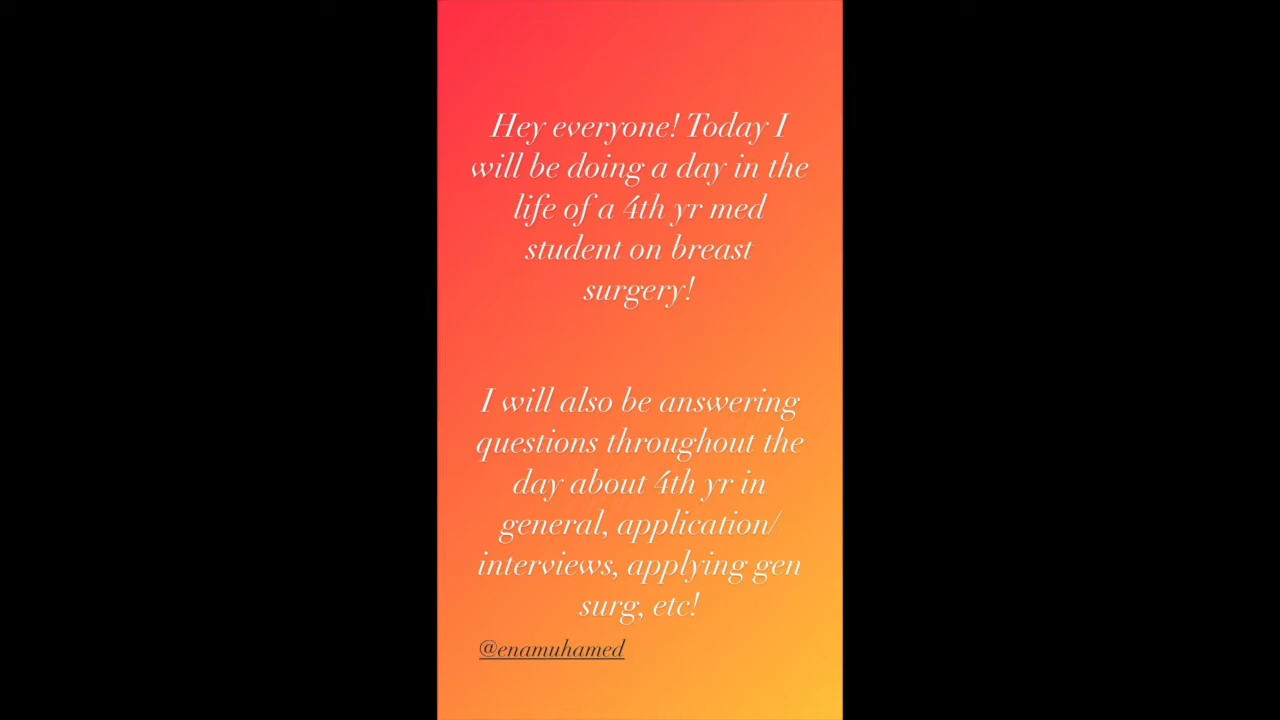 Hey everyone! Today I
will be doing a day in the
life of a 4th yr med
student on breast
surgery!
I will also be answering
questions throughout the
day about 4th yr in
general, application/
interviews, applying gen
surg, etc!
@enamuhamed